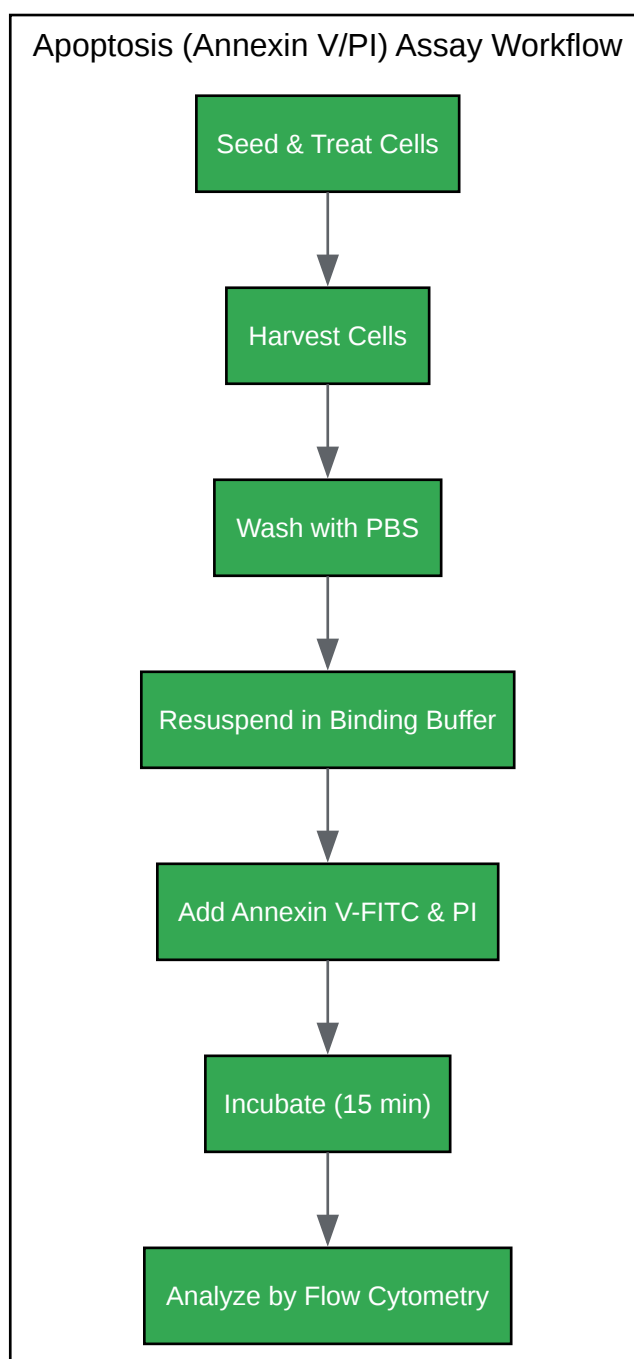 Apoptosis (Annexin V/PI) Assay Workflow
Seed & Treat Cells
Harvest Cells
Wash with PBS
Resuspend in Binding Buffer
Add Annexin V-FITC & PI
Incubate (15 min)
Analyze by Flow Cytometry